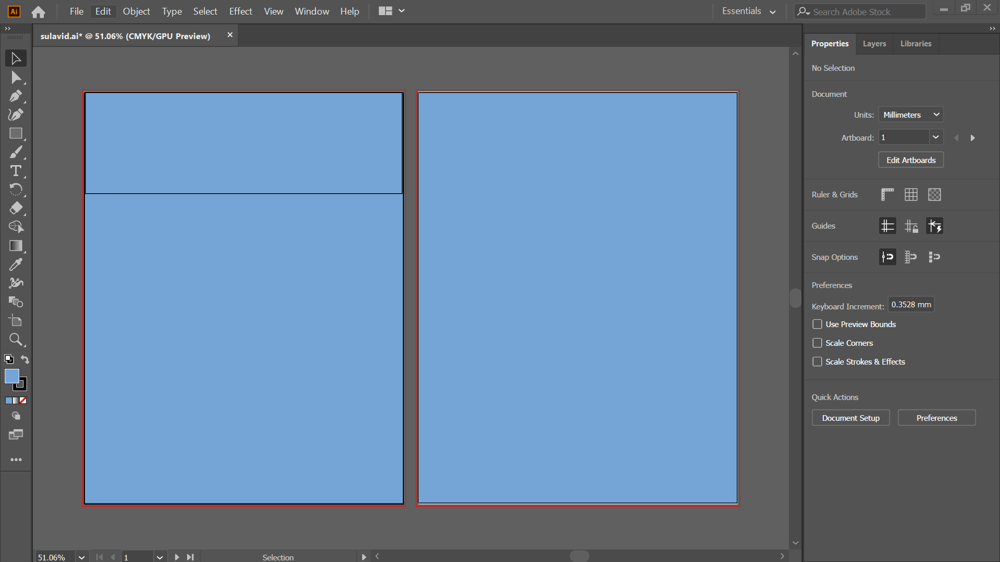 Ai File Edit Object Type Select Effect View Window Help Essentials Search Adobe Stock
sulavid.ai* @ 51.06% (CMYK/GPU Preview)
Properties Layers Libraries
No Selection
Document
Units: Millimeters
Artboard: 1
Edit Artboards
Ruler & Grids
Guides
Snap Options
Preferences
Keyboard Increment: 0.3528 mm
Use Preview Bounds
Scale Corners
Scale Strokes & Effects
Quick Actions
Document Setup Preferences
51.06% 1 Selection